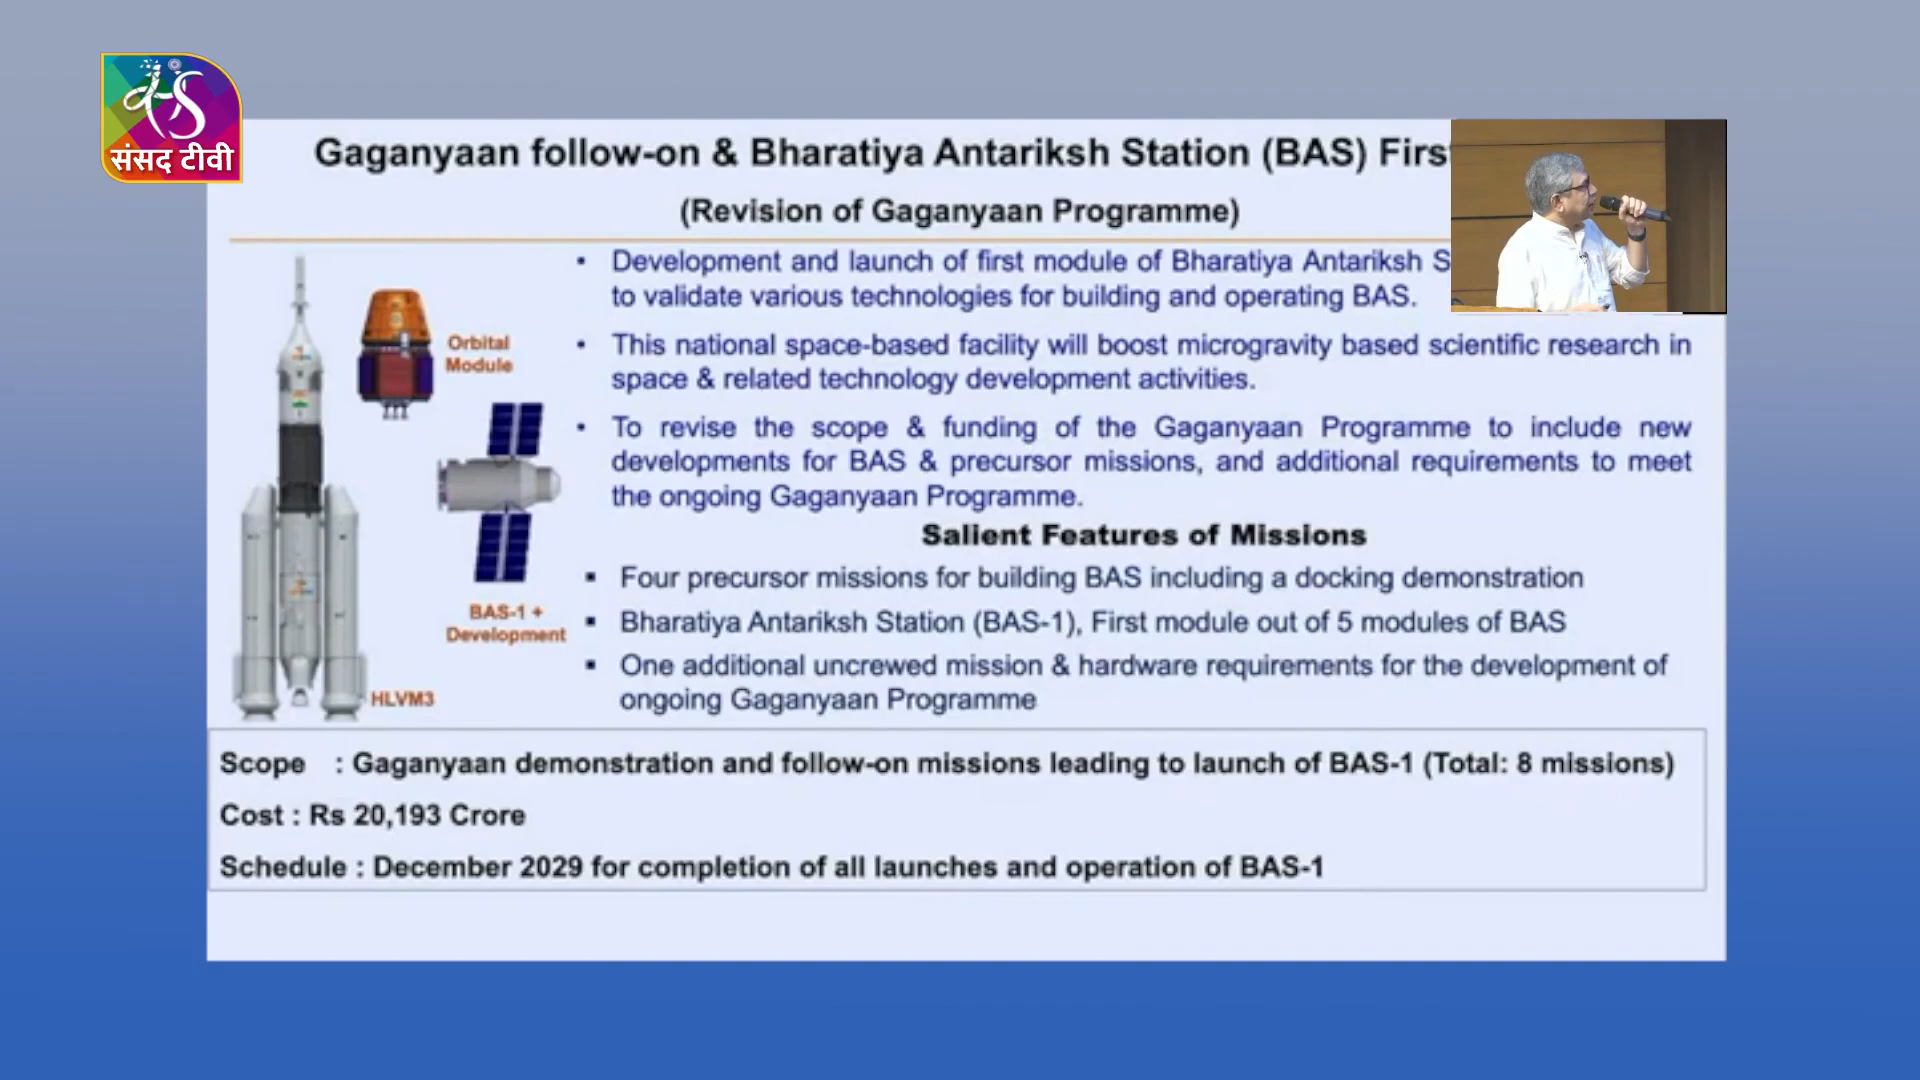 संसद टीवी
Gaganyaan follow-on & Bharatiya Antariksh Station (BAS)
(Revision of Gaganyaan Programme)
• Development and launch of first module of Bharatiya Antariksh
to validate various technologies for building and operating BAS.
• This national space-based facility will boost microgravity based scientific research in
space & related technology development activities.
• To revise the scope & funding of the Gaganyaan Programme to include new
developments for BAS & precursor missions, and additional requirements to meet
the ongoing Gaganyaan Programme.
Orbital
Module
BAS-1 +
Development
HLVM3
Salient Features of Missions
▪ Four precursor missions for building BAS including a docking demonstration
▪ Bharatiya Antariksh Station (BAS-1), First module out of 5 modules of BAS
▪ One additional uncrewed mission & hardware requirements for the development of
ongoing Gaganyaan Programme
Scope : Gaganyaan demonstration and follow-on missions leading to launch of BAS-1 (Total: 8 missions)
Cost : Rs 20,193 Crore
Schedule : December 2029 for completion of all launches and operation of BAS-1